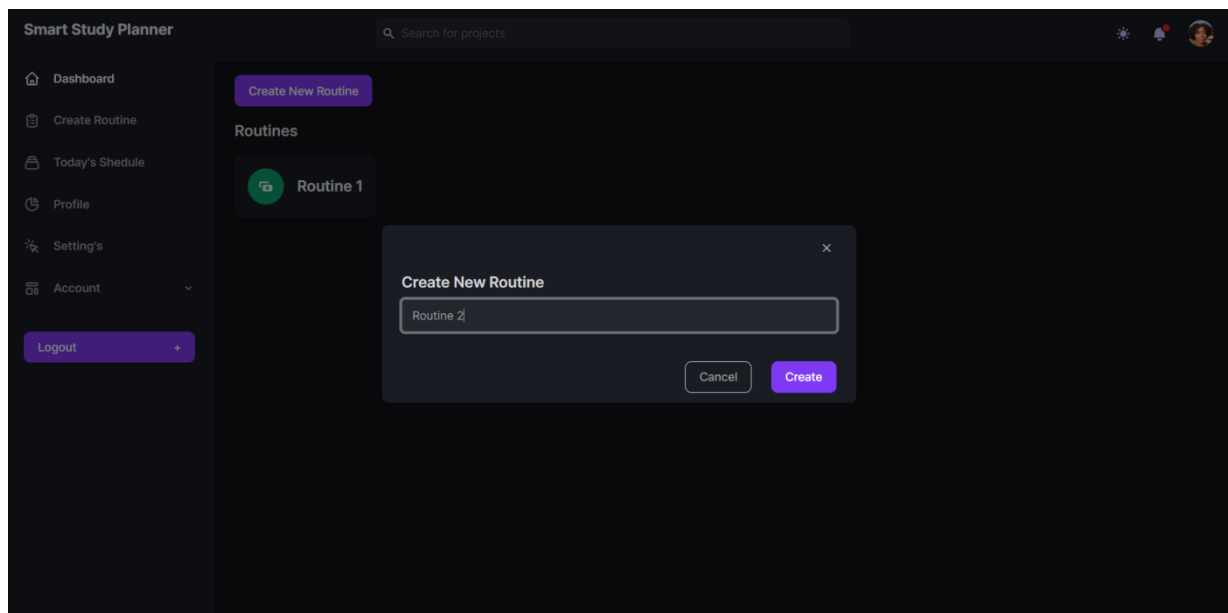 Smart Study Planner
Search for projects
Dashboard
Create Routine
Today's Shedule
Profile
Setting's
Account
Logout +
Create New Routine
Routines
Routine 1
Create New Routine
Routine 2
Cancel
Create